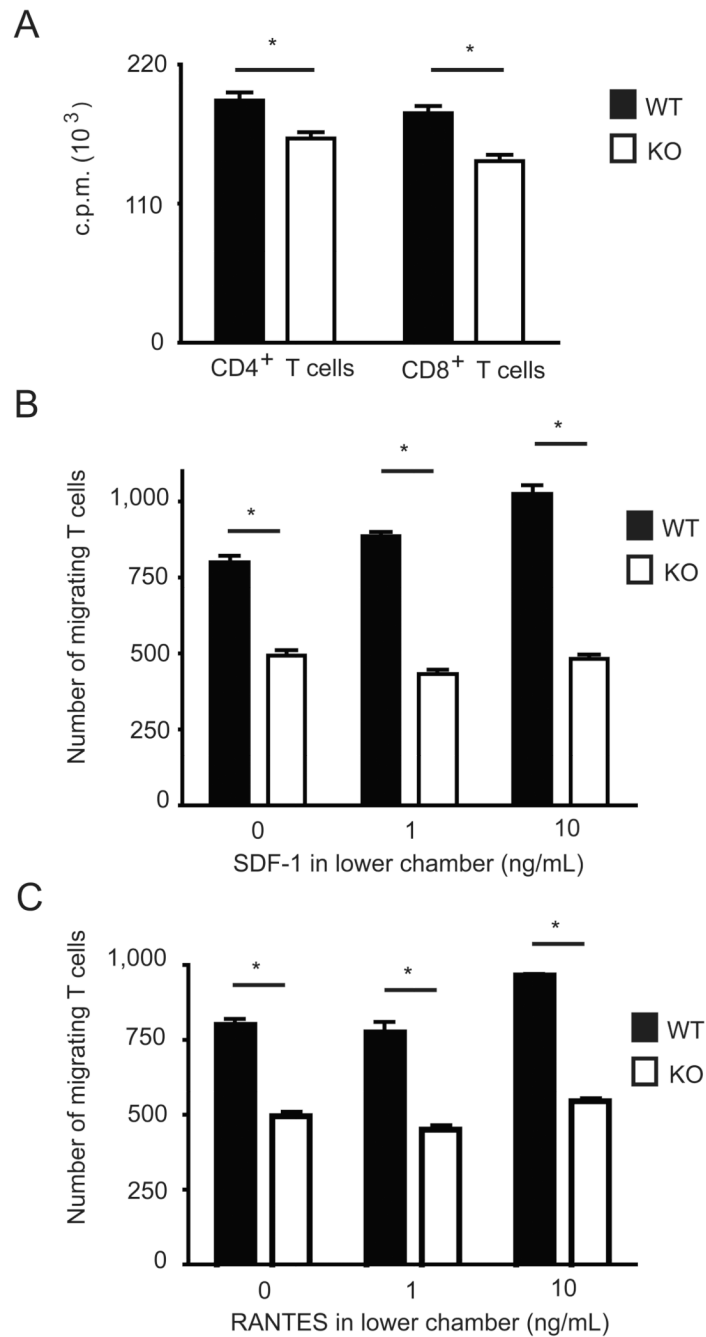 A
*
*
220
WT
KO
c.p.m. (10³)
110
0
CD4⁺ T cells
CD8⁺ T cells
B
*
*
*
1,000
WT
KO
Number of migrating T cells
750
500
250
0
0
1
10
SDF-1 in lower chamber (ng/mL)
C
*
*
*
1,000
WT
KO
Number of migrating T cells
750
500
250
0
0
1
10
RANTES in lower chamber (ng/mL)